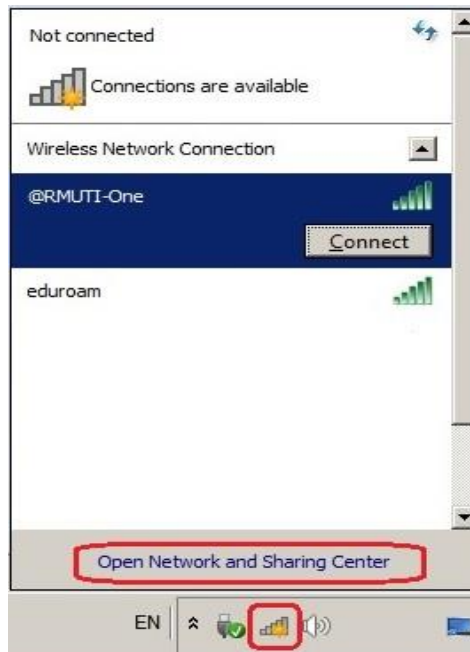 Not connected
Connections are available
Wireless Network Connection
@RMUTI-One
Connect
eduroam
Open Network and Sharing Center
EN